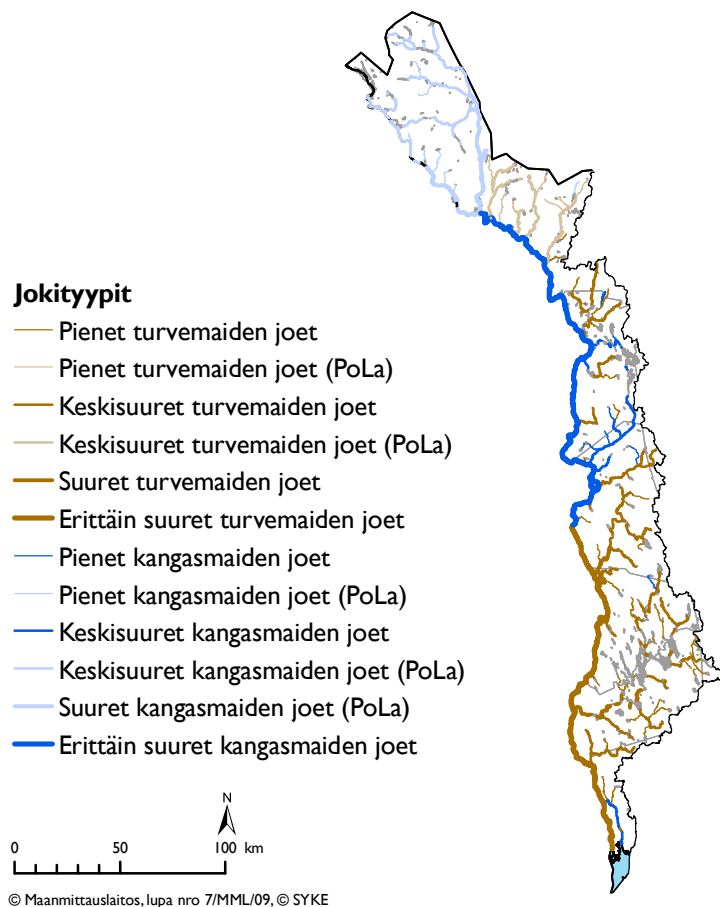 Jokityypit
Pienet turvemaiden joet
Pienet turvemaiden joet (PoLa)
Keskisuuret turvemaiden joet
Keskisuuret turvemaiden joet (PoLa)
Suuret turvemaiden joet
Erittäin suuret turvemaiden joet
Pienet kangasmaiden joet
Pienet kangasmaiden joet (PoLa)
Keskisuuret kangasmaiden joet
Keskisuuret kangasmaiden joet (PoLa)
Suuret kangasmaiden joet (PoLa)
Erittäin suuret kangasmaiden joet
N
0 50 100 km
© Maanmittauslaitos, lupa nro 7/MML/09, © SYKE